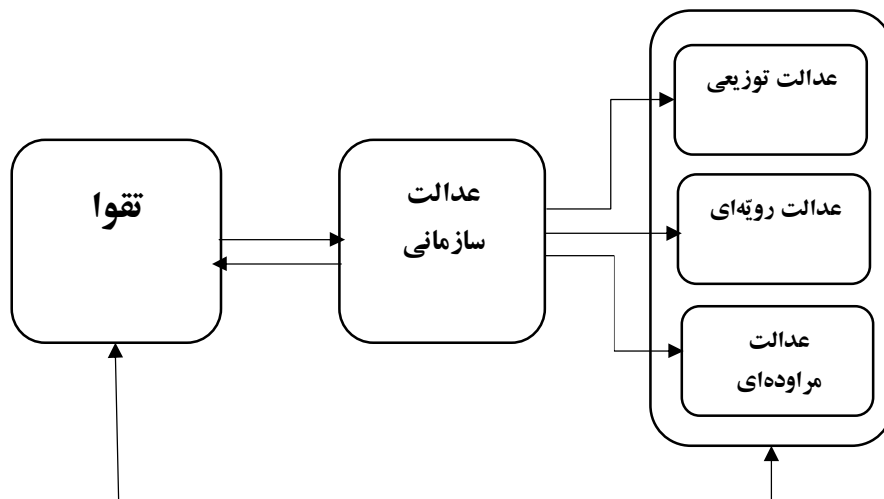 عدالت توزیعی
تقوا
عدالت
سازمانی
عدالت رویّه‌ای
عدالت
مراوده‌ای